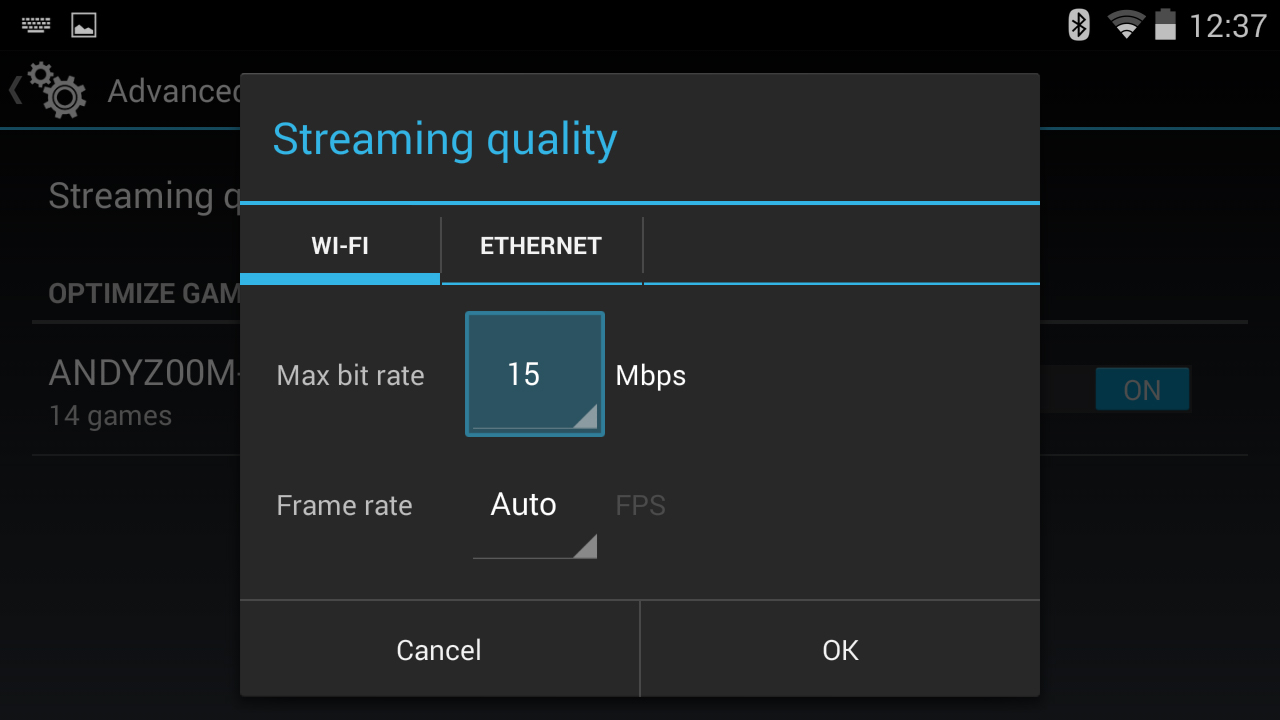 12:37
Advanced
Streaming quality
Streaming q
WI-FI ETHERNET
OPTIMIZE GAM
Max bit rate 15 Mbps
ANDYZ00M-
ON
14 games
Frame rate Auto FPS
Cancel OK